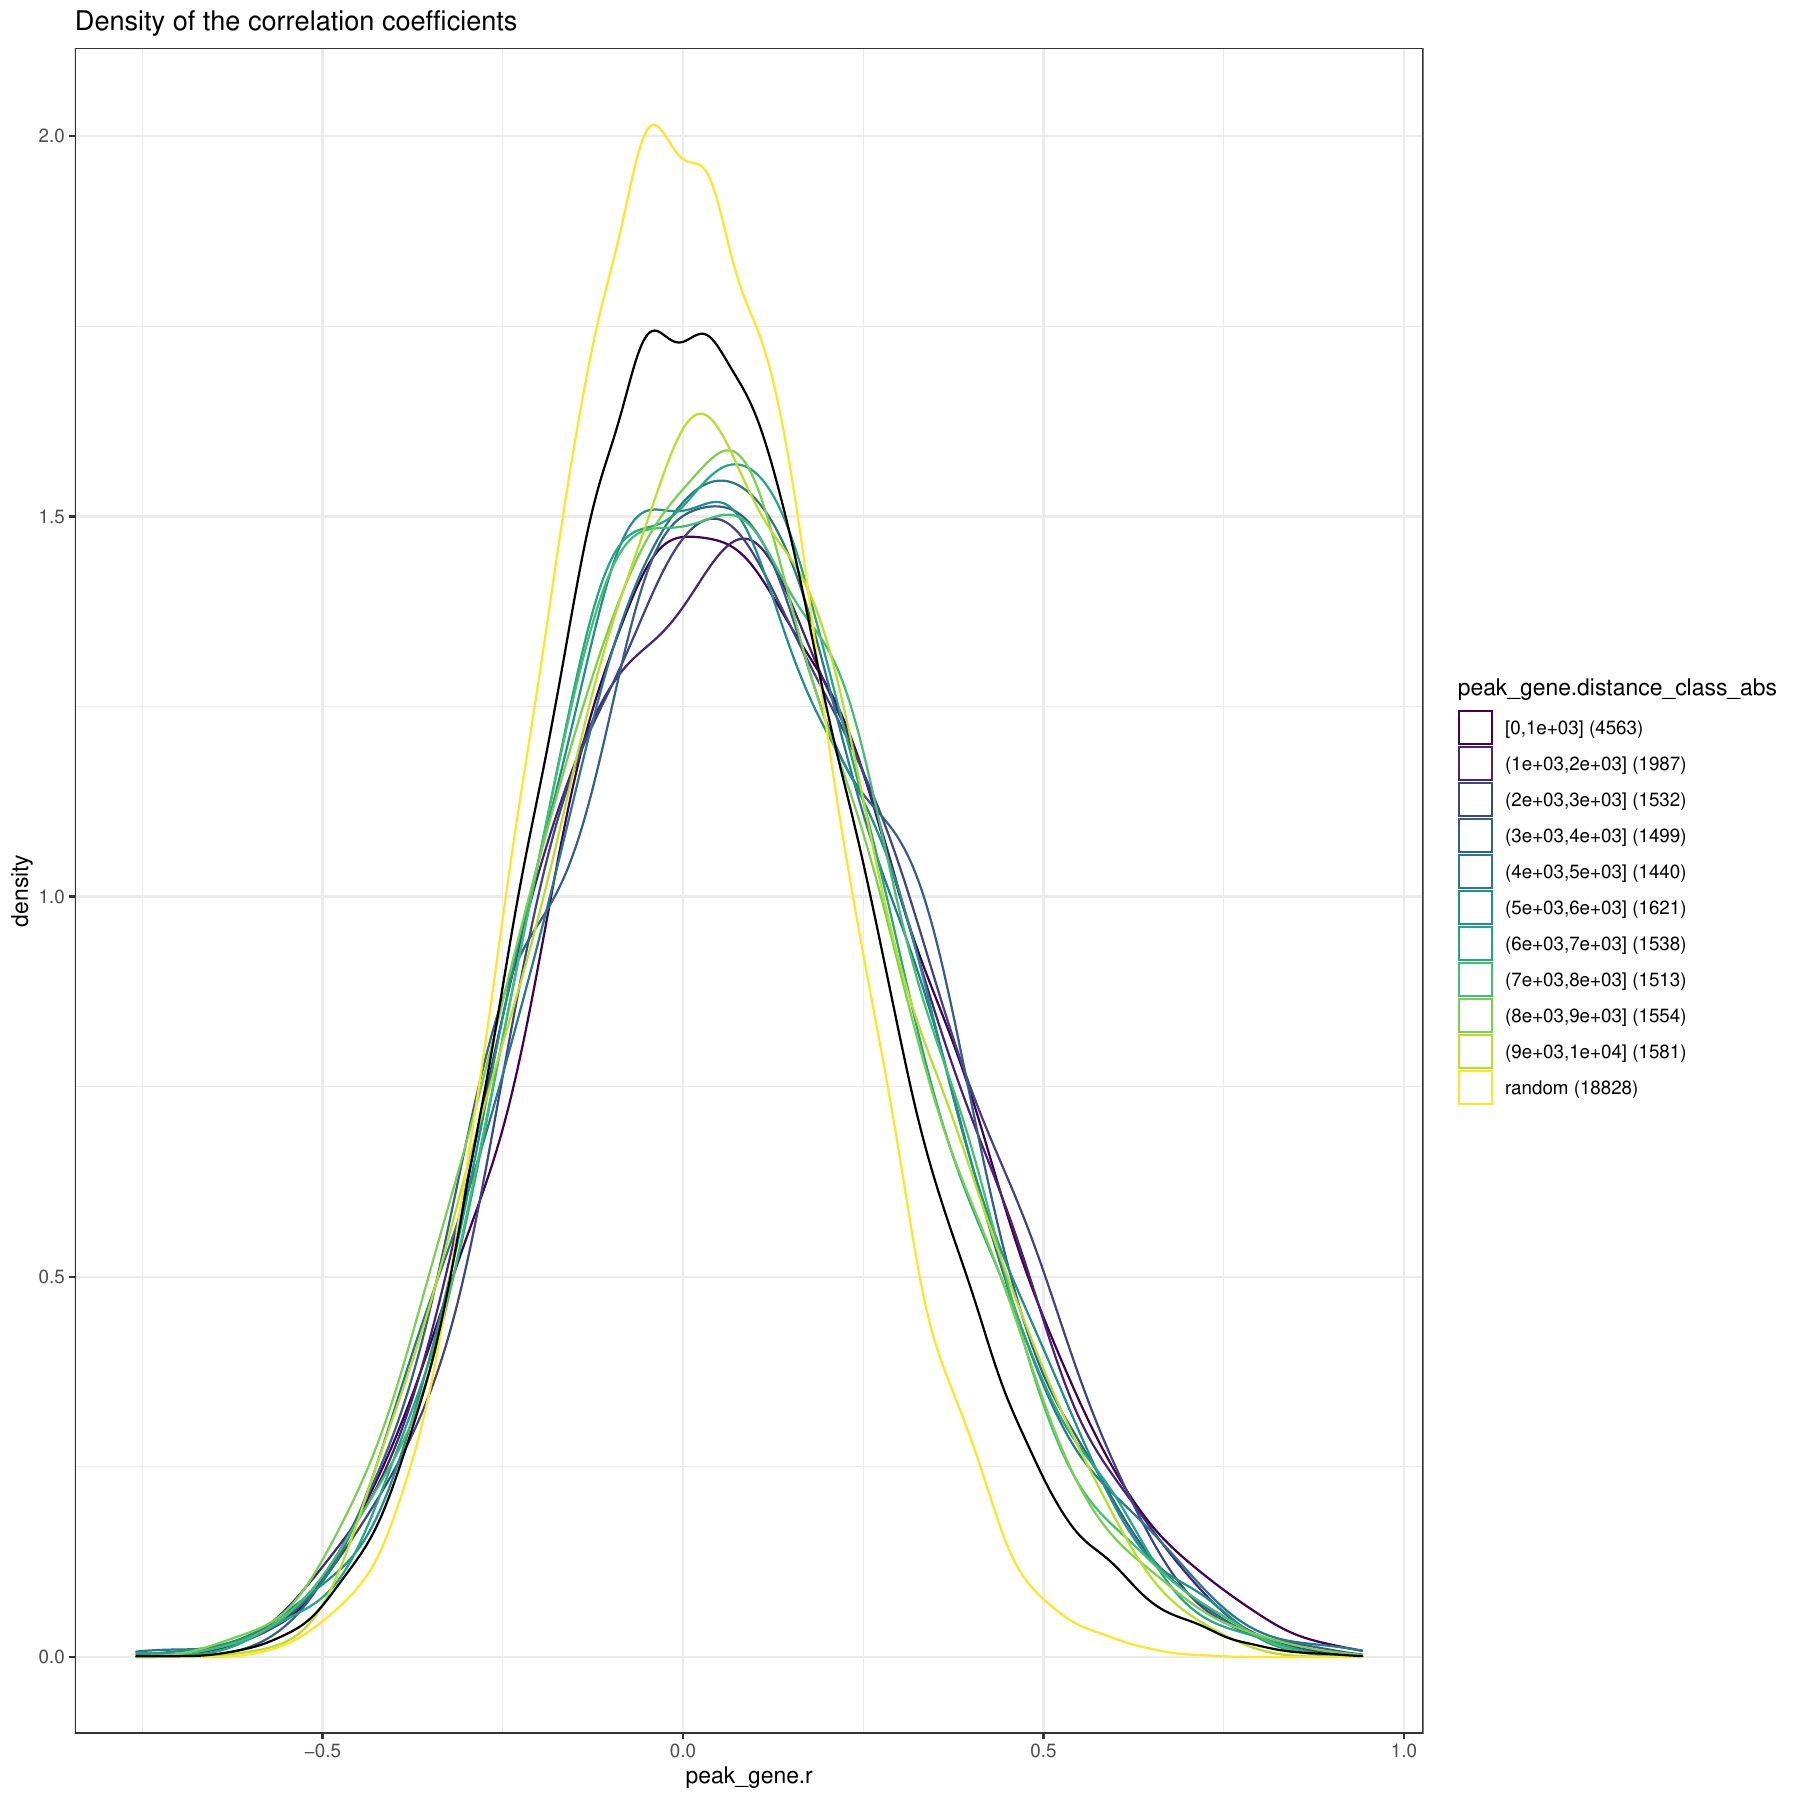 Density of the correlation coefficients
2.0
1.5
1.0
0.5
0.0
density
−0.5
0.0
0.5
1.0
peak_gene.r
peak_gene.distance_class_abs
[0,1e+03] (4563)
(1e+03,2e+03] (1987)
(2e+03,3e+03] (1532)
(3e+03,4e+03] (1499)
(4e+03,5e+03] (1440)
(5e+03,6e+03] (1621)
(6e+03,7e+03] (1538)
(7e+03,8e+03] (1513)
(8e+03,9e+03] (1554)
(9e+03,1e+04] (1581)
random (18828)